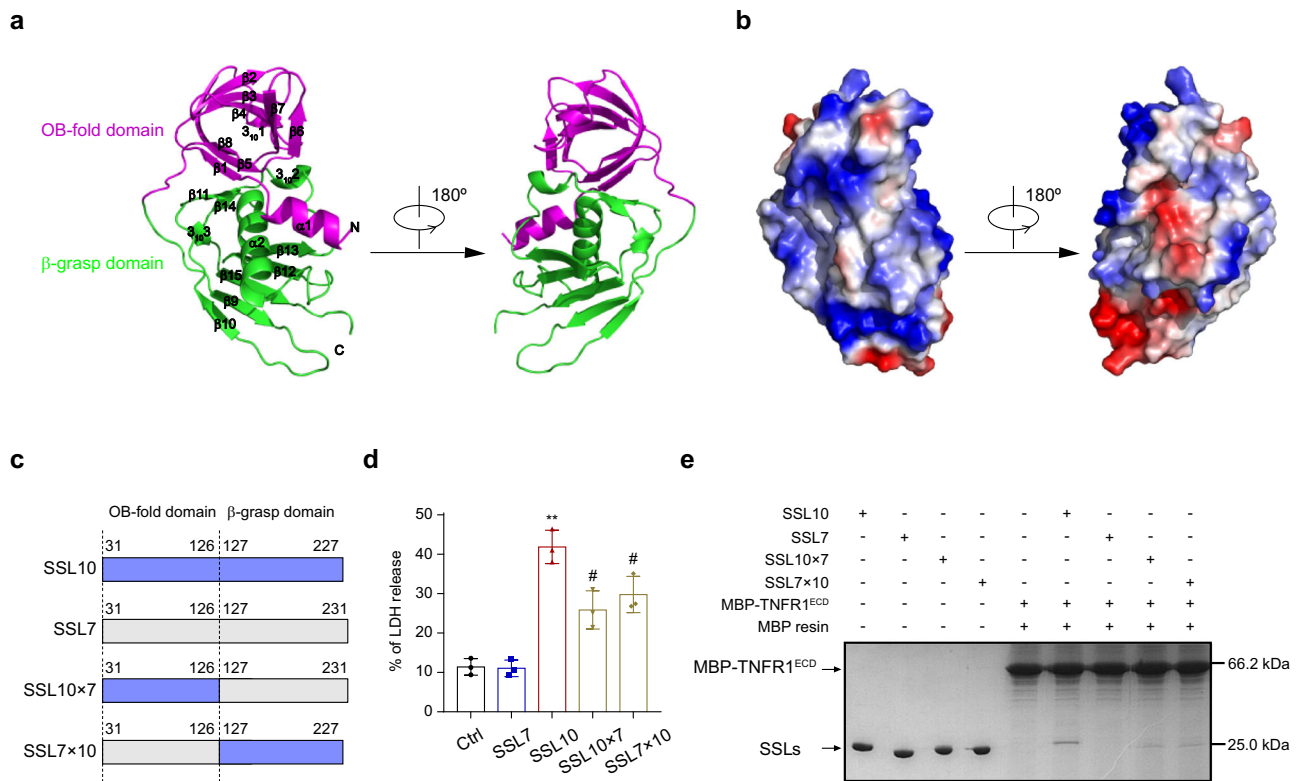 a
b
β2
β3
β4
β7
3₁₀1
β6
OB-fold domain
β8
β1
β5
3₁₀2
β11
β14
α1
N
3₁₀3
α2
β13
β-grasp domain
β15
β12
β9
β10
C
180º
180º
c
d
e
OB-fold domain β-grasp domain
31 126 127 227
SSL10
31 126 127 231
SSL7
31 126 127 231
SSL10×7
31 126 127 227
SSL7×10
% of LDH release
50
40
30
20
10
0
**
#
#
Ctrl
SSL7
SSL10
SSL10×7
SSL7×10
SSL10 + - - - - + - - -
SSL7 - + - - - - + - -
SSL10×7 - - + - - - - + -
SSL7×10 - - - + - - - - +
MBP-TNFR1ᴱᶜᴰ - - - - + + + + +
MBP resin - - - - + + + + +
MBP-TNFR1ᴱᶜᴰ
66.2 kDa
SSLs
25.0 kDa